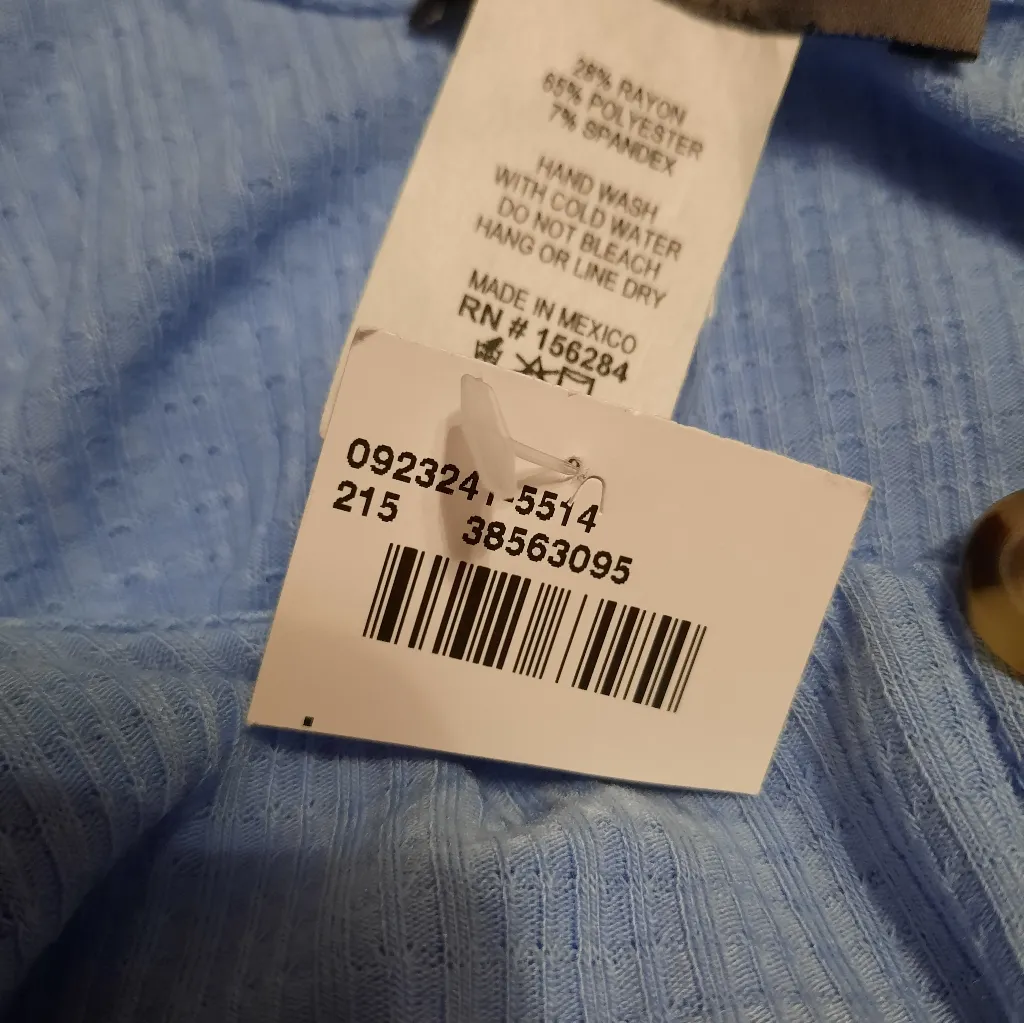 28% RAYON
65% POLYESTER
7% SPANDEX
HAND WASH
WITH COLD WATER
DO NOT BLEACH
HANG OR LINE DRY
MADE IN MEXICO
RN # 156284
215
38563095